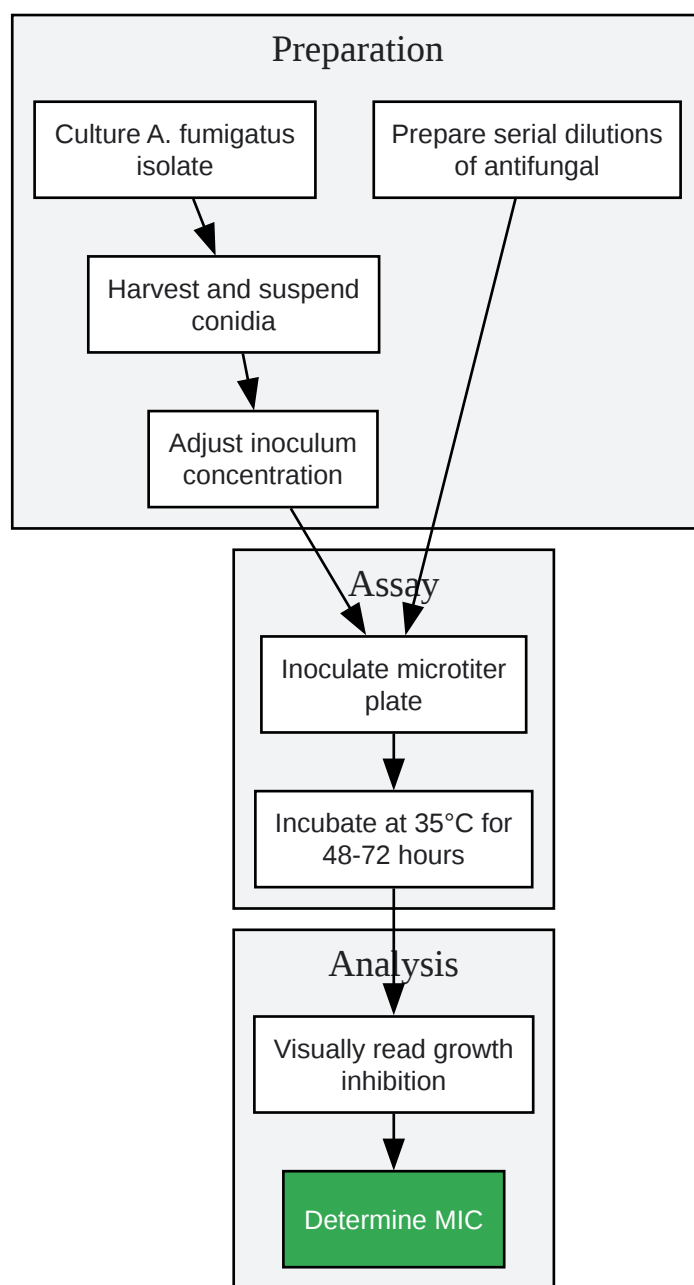 Preparation
Culture A. fumigatus
isolate
Prepare serial dilutions
of antifungal
Harvest and suspend
conidia
Adjust inoculum
concentration
Assay
Inoculate microtiter
plate
Incubate at 35°C for
48-72 hours
Analysis
Visually read growth
inhibition
Determine MIC